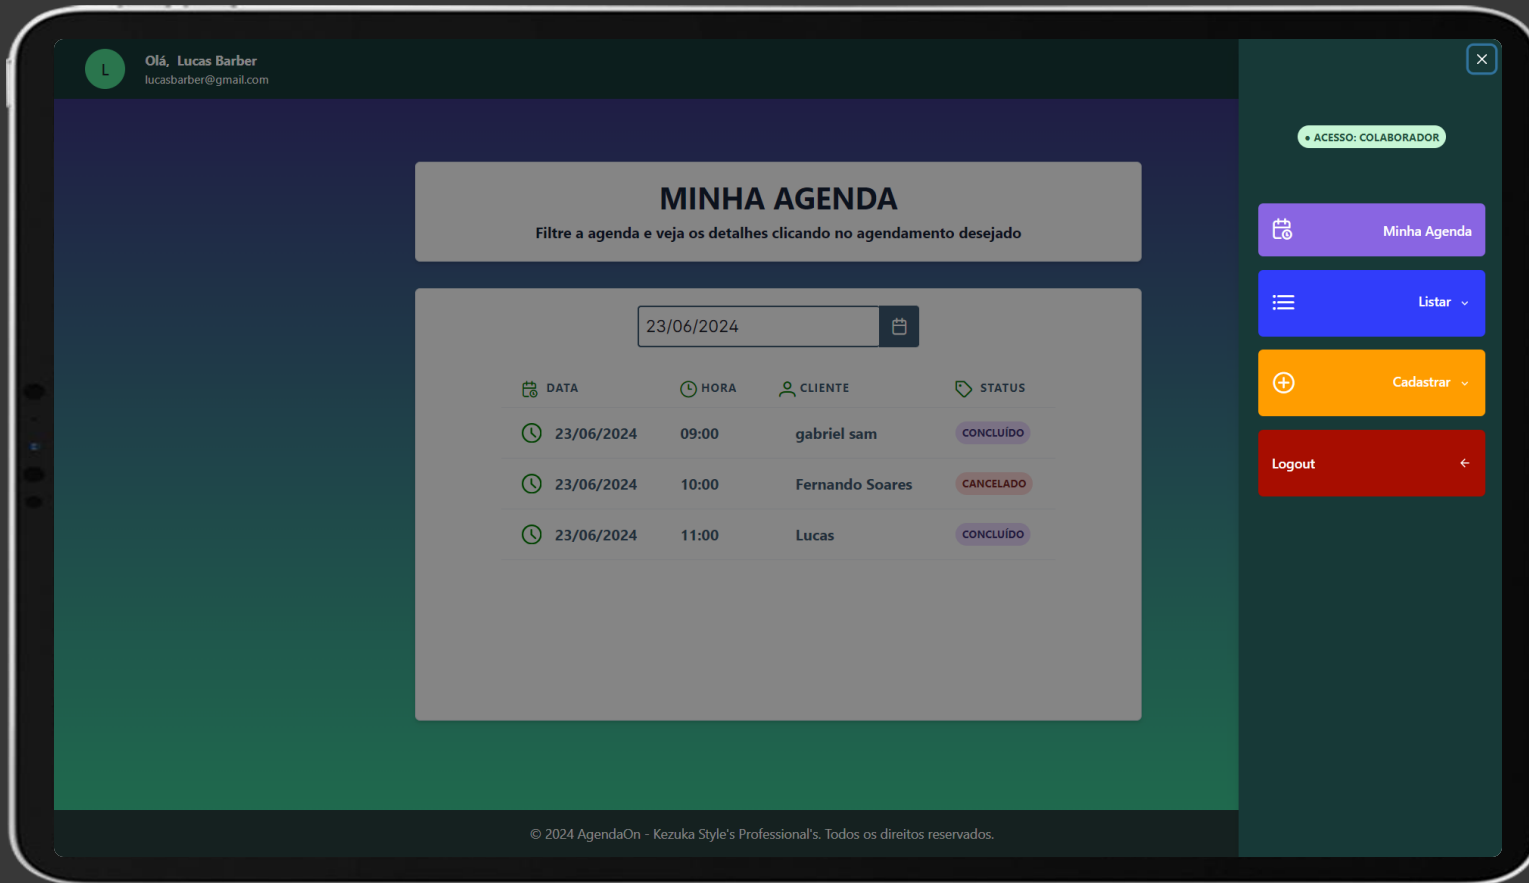 L
Olá, Lucas Barber
lucasbarber@gmail.com
MINHA AGENDA
Filtre a agenda e veja os detalhes clicando no agendamento desejado
23/06/2024
DATA HORA CLIENTE STATUS
23/06/2024 09:00 gabriel sam CONCLUÍDO
23/06/2024 10:00 Fernando Soares CANCELADO
23/06/2024 11:00 Lucas CONCLUÍDO
© 2024 AgendaOn - Kezuka Style's Professional's. Todos os direitos reservados.
• ACESSO: COLABORADOR
Minha Agenda
Listar
Cadastrar
Logout